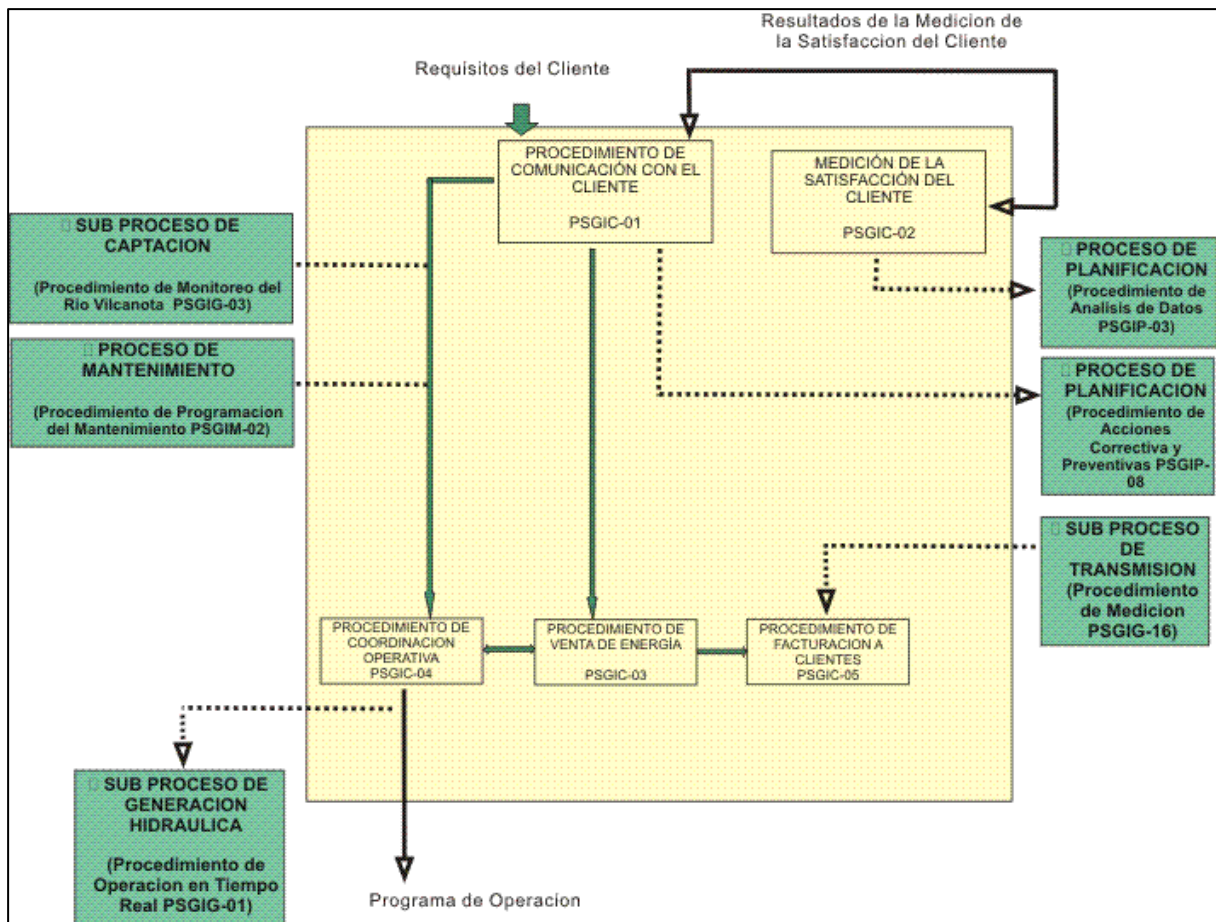 Resultados de la Medicion de
la Satisfaccion del Cliente
Requisitos del Cliente
PROCEDIMIENTO DE
COMUNICACIÓN CON EL
CLIENTE
PSGIC-01
MEDICIÓN DE LA
SATISFACCIÓN DEL
CLIENTE
PSGIC-02
SUB PROCESO DE
CAPTACION
(Procedimiento de Monitoreo del
Rio Vilcanota PSGIG-03)
PROCESO DE
MANTENIMIENTO
(Procedimiento de Programacion
del Mantenimiento PSGIM-02)
PROCESO DE
PLANIFICACION
(Procedimiento de
Analisis de Datos
PSGIP-03)
PROCESO DE
PLANIFICACION
(Procedimiento de
Acciones
Correctiva y
Preventivas PSGIP-
08
SUB PROCESO
DE
TRANSMISION
(Procedimiento
de Medicion
PSGIG-16)
PROCEDIMIENTO DE
COORDINACION
OPERATIVA
PSGIC-04
PROCEDIMIENTO DE
VENTA DE ENERGÍA
PSGIC-03
PROCEDIMIENTO DE
FACTURACION A
CLIENTES
PSGIC-05
SUB PROCESO DE
GENERACION
HIDRAULICA
(Procedimiento de
Operacion en Tiempo
Real PSGIG-01)
Programa de Operacion